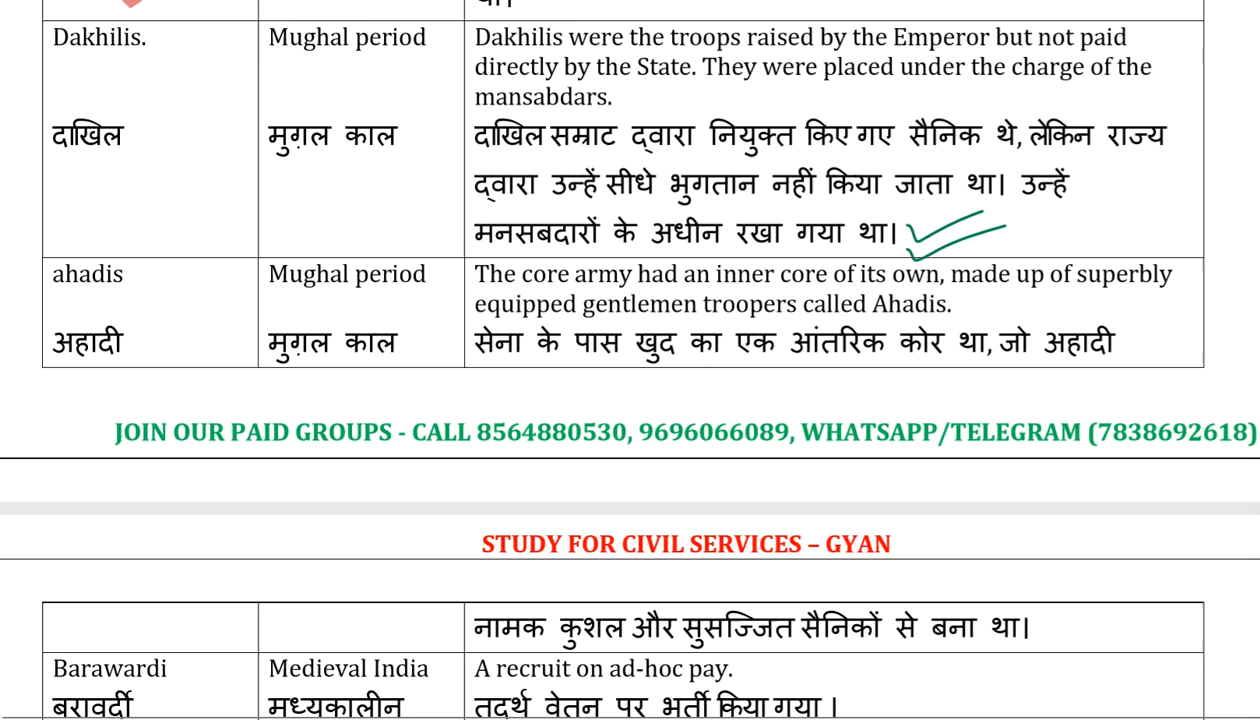 Dakhilis.
Mughal period
Dakhilis were the troops raised by the Emperor but not paid
directly by the State. They were placed under the charge of the
mansabdars.
दाखिल
मुग़ल काल
दाखिल सम्राट द्वारा नियुक्त किए गए सैनिक थे, लेकिन राज्य
द्वारा उन्हें सीधे भुगतान नहीं किया जाता था। उन्हें
मनसबदारों के अधीन रखा गया था।
ahadis
Mughal period
The core army had an inner core of its own, made up of superbly
equipped gentlemen troopers called Ahadis.
अहादी
मुग़ल काल
सेना के पास खुद का एक आंतरिक कोर था, जो अहादी
JOIN OUR PAID GROUPS - CALL 8564880530, 9696066089, WHATSAPP/TELEGRAM (7838692618)
STUDY FOR CIVIL SERVICES – GYAN
नामक कुशल और सुसज्जित सैनिकों से बना था।
Barawardi
Medieval India
A recruit on ad-hoc pay.
बरावर्दी
मध्यकालीन
तदर्थ वेतन पर भर्ती किया गया ।